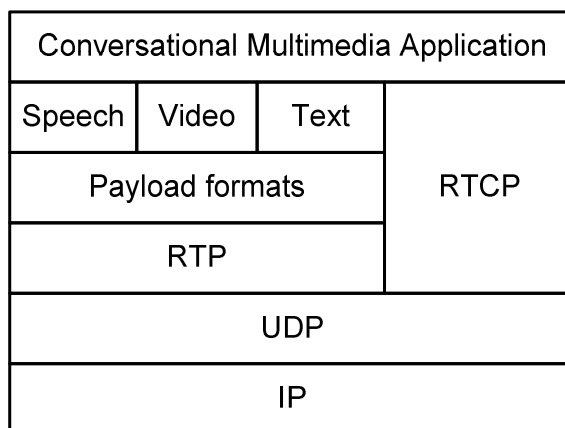 Conversational Multimedia Application
Speech
Video
Text
Payload formats
RTCP
RTP
UDP
IP